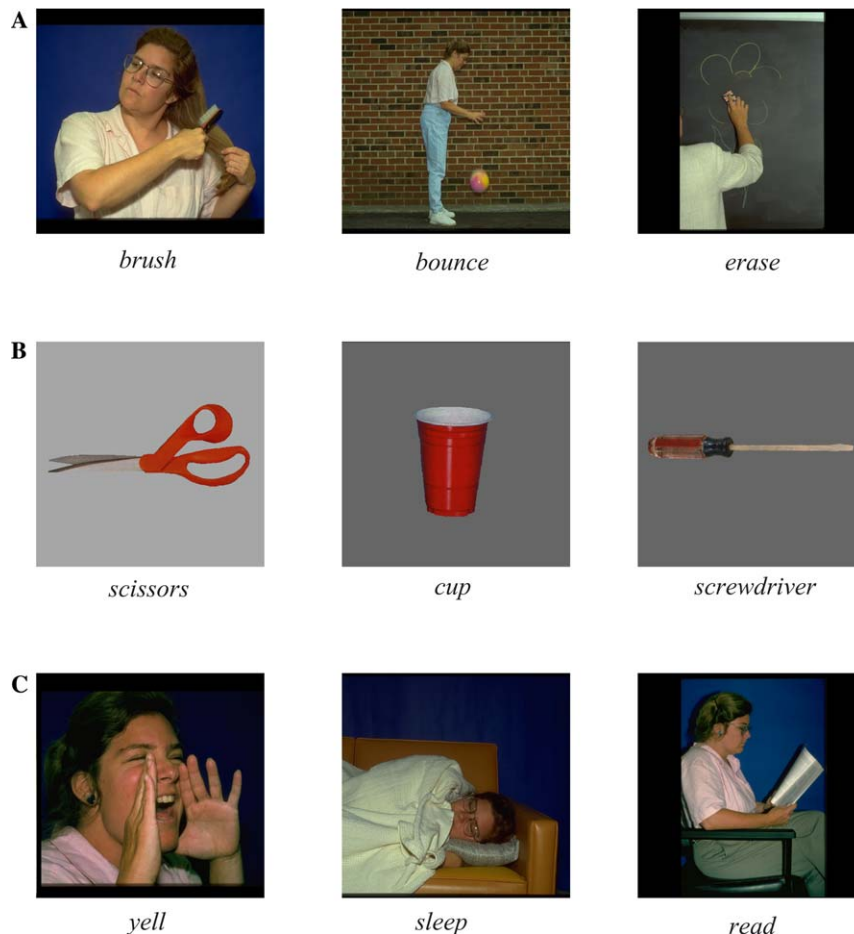 A
brush bounce erase
B
scissors cup screwdriver
C
yell sleep read